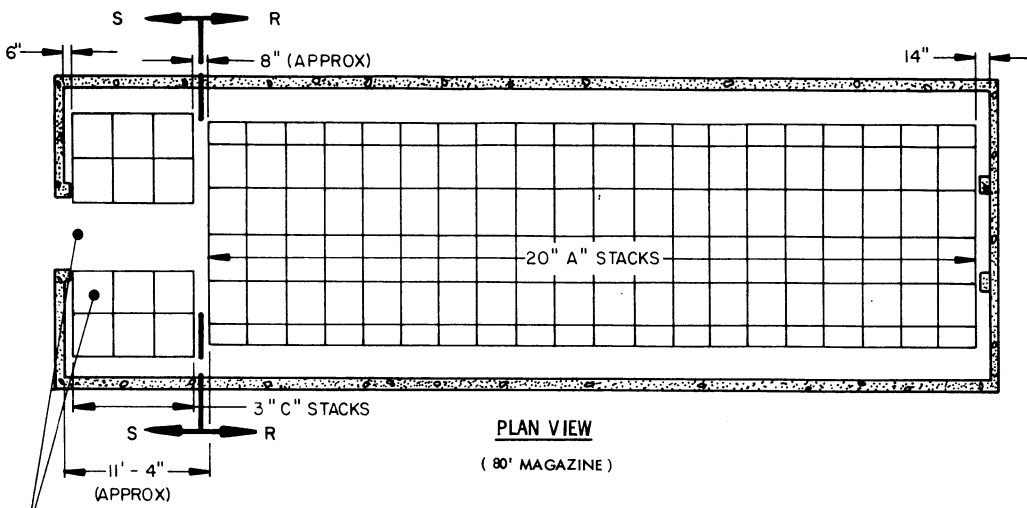 S R
6"
8" (APPROX)
14"
20" A" STACKS
3 "C" STACKS
S R
PLAN VIEW
( 80' MAGAZINE )
11' - 4"
(APPROX)